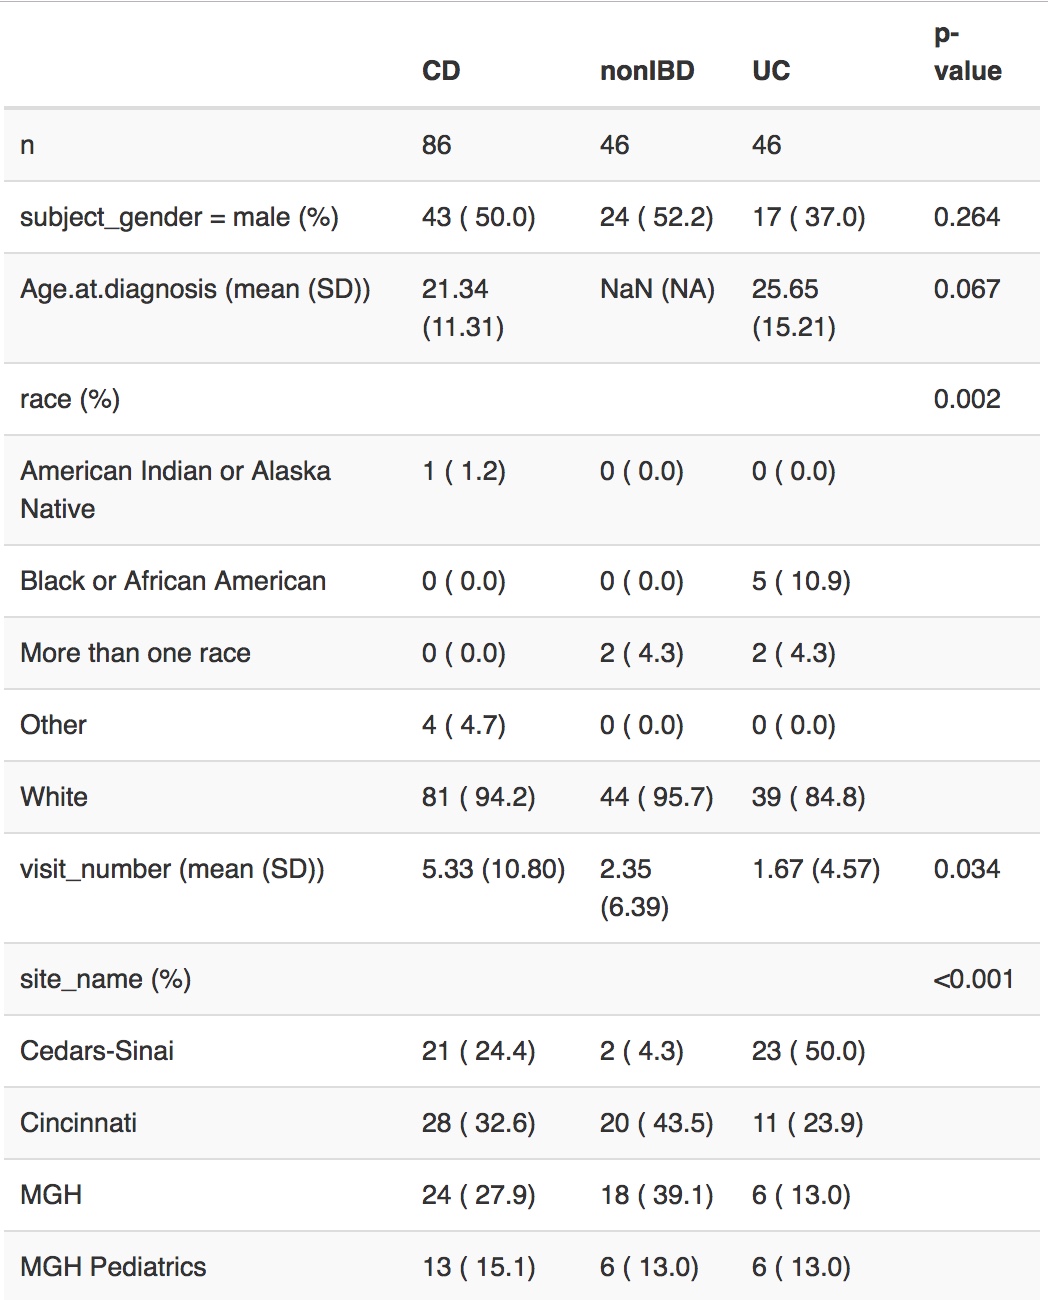 p-
CD nonIBD UC value
n 86 46 46
subject_gender = male (%) 43 ( 50.0) 24 ( 52.2) 17 ( 37.0) 0.264
Age.at.diagnosis (mean (SD)) 21.34 NaN (NA) 25.65 0.067
(11.31) (15.21)
race (%) 0.002
American Indian or Alaska 1 ( 1.2) 0 ( 0.0) 0 ( 0.0)
Native
Black or African American 0 ( 0.0) 0 ( 0.0) 5 ( 10.9)
More than one race 0 ( 0.0) 2 ( 4.3) 2 ( 4.3)
Other 4 ( 4.7) 0 ( 0.0) 0 ( 0.0)
White 81 ( 94.2) 44 ( 95.7) 39 ( 84.8)
visit_number (mean (SD)) 5.33 (10.80) 2.35 1.67 (4.57) 0.034
(6.39)
site_name (%) <0.001
Cedars-Sinai 21 ( 24.4) 2 ( 4.3) 23 ( 50.0)
Cincinnati 28 ( 32.6) 20 ( 43.5) 11 ( 23.9)
MGH 24 ( 27.9) 18 ( 39.1) 6 ( 13.0)
MGH Pediatrics 13 ( 15.1) 6 ( 13.0) 6 ( 13.0)